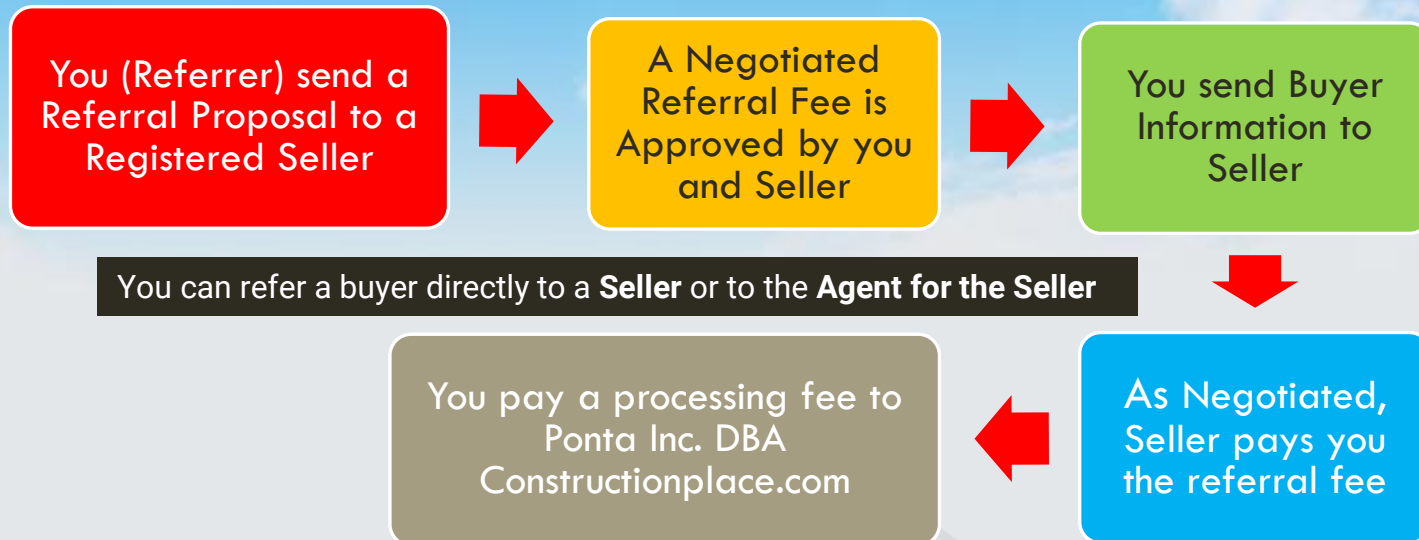 You (Referrer) send a
Referral Proposal to a
Registered Seller
A Negotiated
Referral Fee is
Approved by you
and Seller
You send Buyer
Information to
Seller
You can refer a buyer directly to a Seller or to the Agent for the Seller
As Negotiated,
Seller pays you
the referral fee
You pay a processing fee to
Ponta Inc. DBA
Constructionplace.com